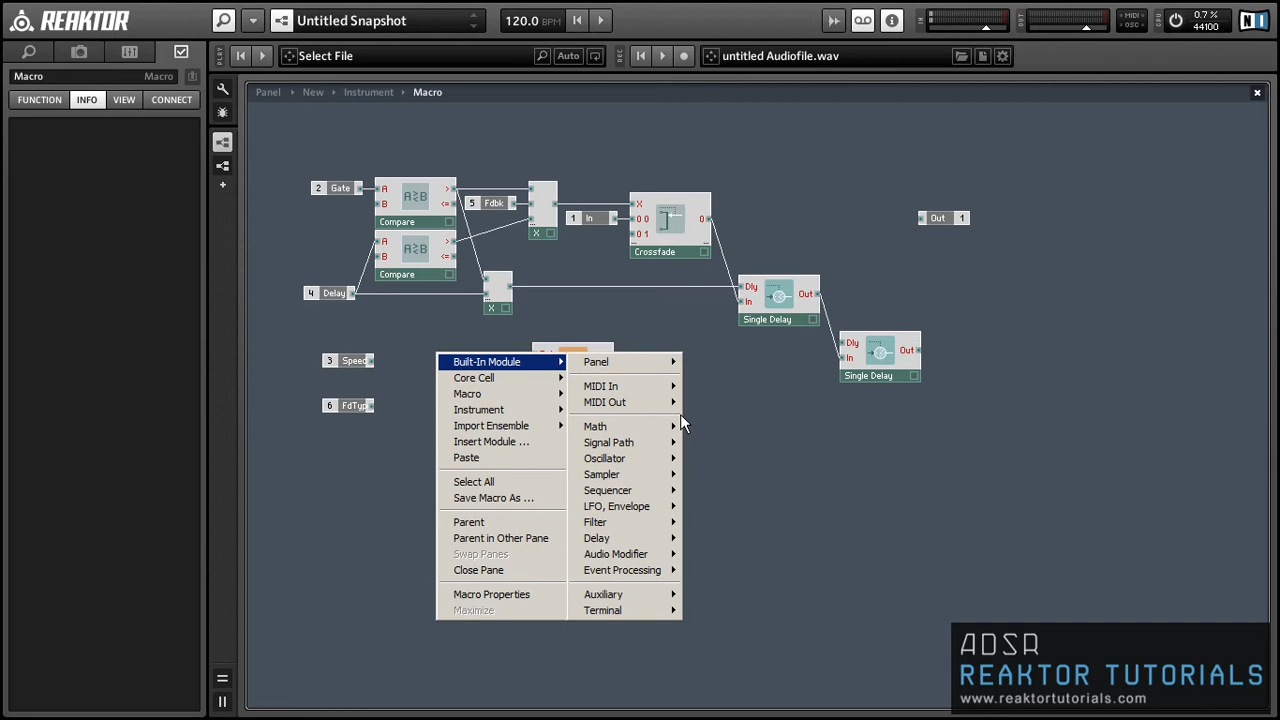 REAKTOR
Untitled Snapshot
120.0 BPM
IN
OUT
MIDI
OSC
CPU
0.7 %
44100
NI
PLAY
Select File
Auto
REC
untitled Audiofile.wav
Macro
Macro
FUNCTION
INFO
VIEW
CONNECT
Panel
New
Instrument
Macro
2 Gate
A
B
>
<=
A≥B
Compare
5 Fdbk
X
1 In
X
0 0
0 1
0
Crossfade
Out 1
A
B
>
<=
A≥B
Compare
4 Delay
X
Dly
In
Out
Single Delay
Dly
In
Out
Single Delay
3 Speed
6 FdTyp
Built-In Module
Core Cell
Macro
Instrument
Import Ensemble
Insert Module ...
Paste
Select All
Save Macro As ...
Parent
Parent in Other Pane
Swap Panes
Close Pane
Macro Properties
Maximize
Panel
MIDI In
MIDI Out
Math
Signal Path
Oscillator
Sampler
Sequencer
LFO, Envelope
Filter
Delay
Audio Modifier
Event Processing
Auxiliary
Terminal
ADSR
REAKTOR TUTORIALS
www.reaktortutorials.com